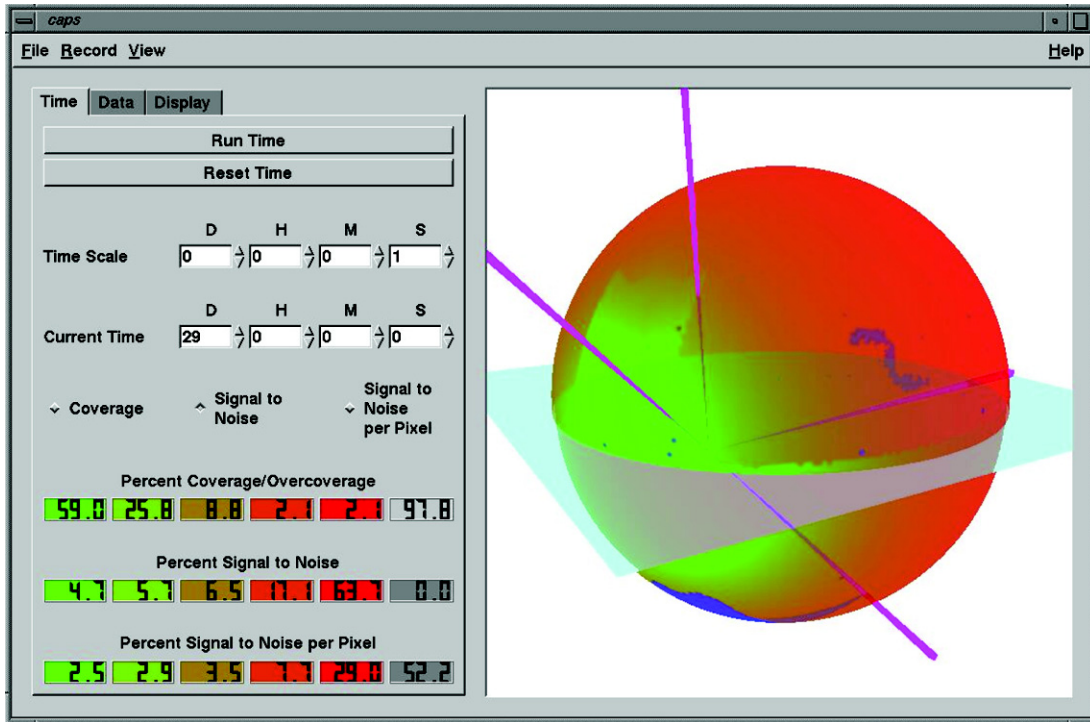 caps
File Record View Help
Time Data Display
Run Time
Reset Time
D H M S
Time Scale 0 0 0 1
D H M S
Current Time 29 0 0 0
Coverage
Signal to
Noise
Signal to
Noise
per Pixel
Percent Coverage/Overcoverage
59.0 25.8 8.8 2.1 2.1 97.8
Percent Signal to Noise
4.7 5.7 6.5 17.1 63.7 0.0
Percent Signal to Noise per Pixel
2.5 2.9 3.5 7.7 29.0 52.2